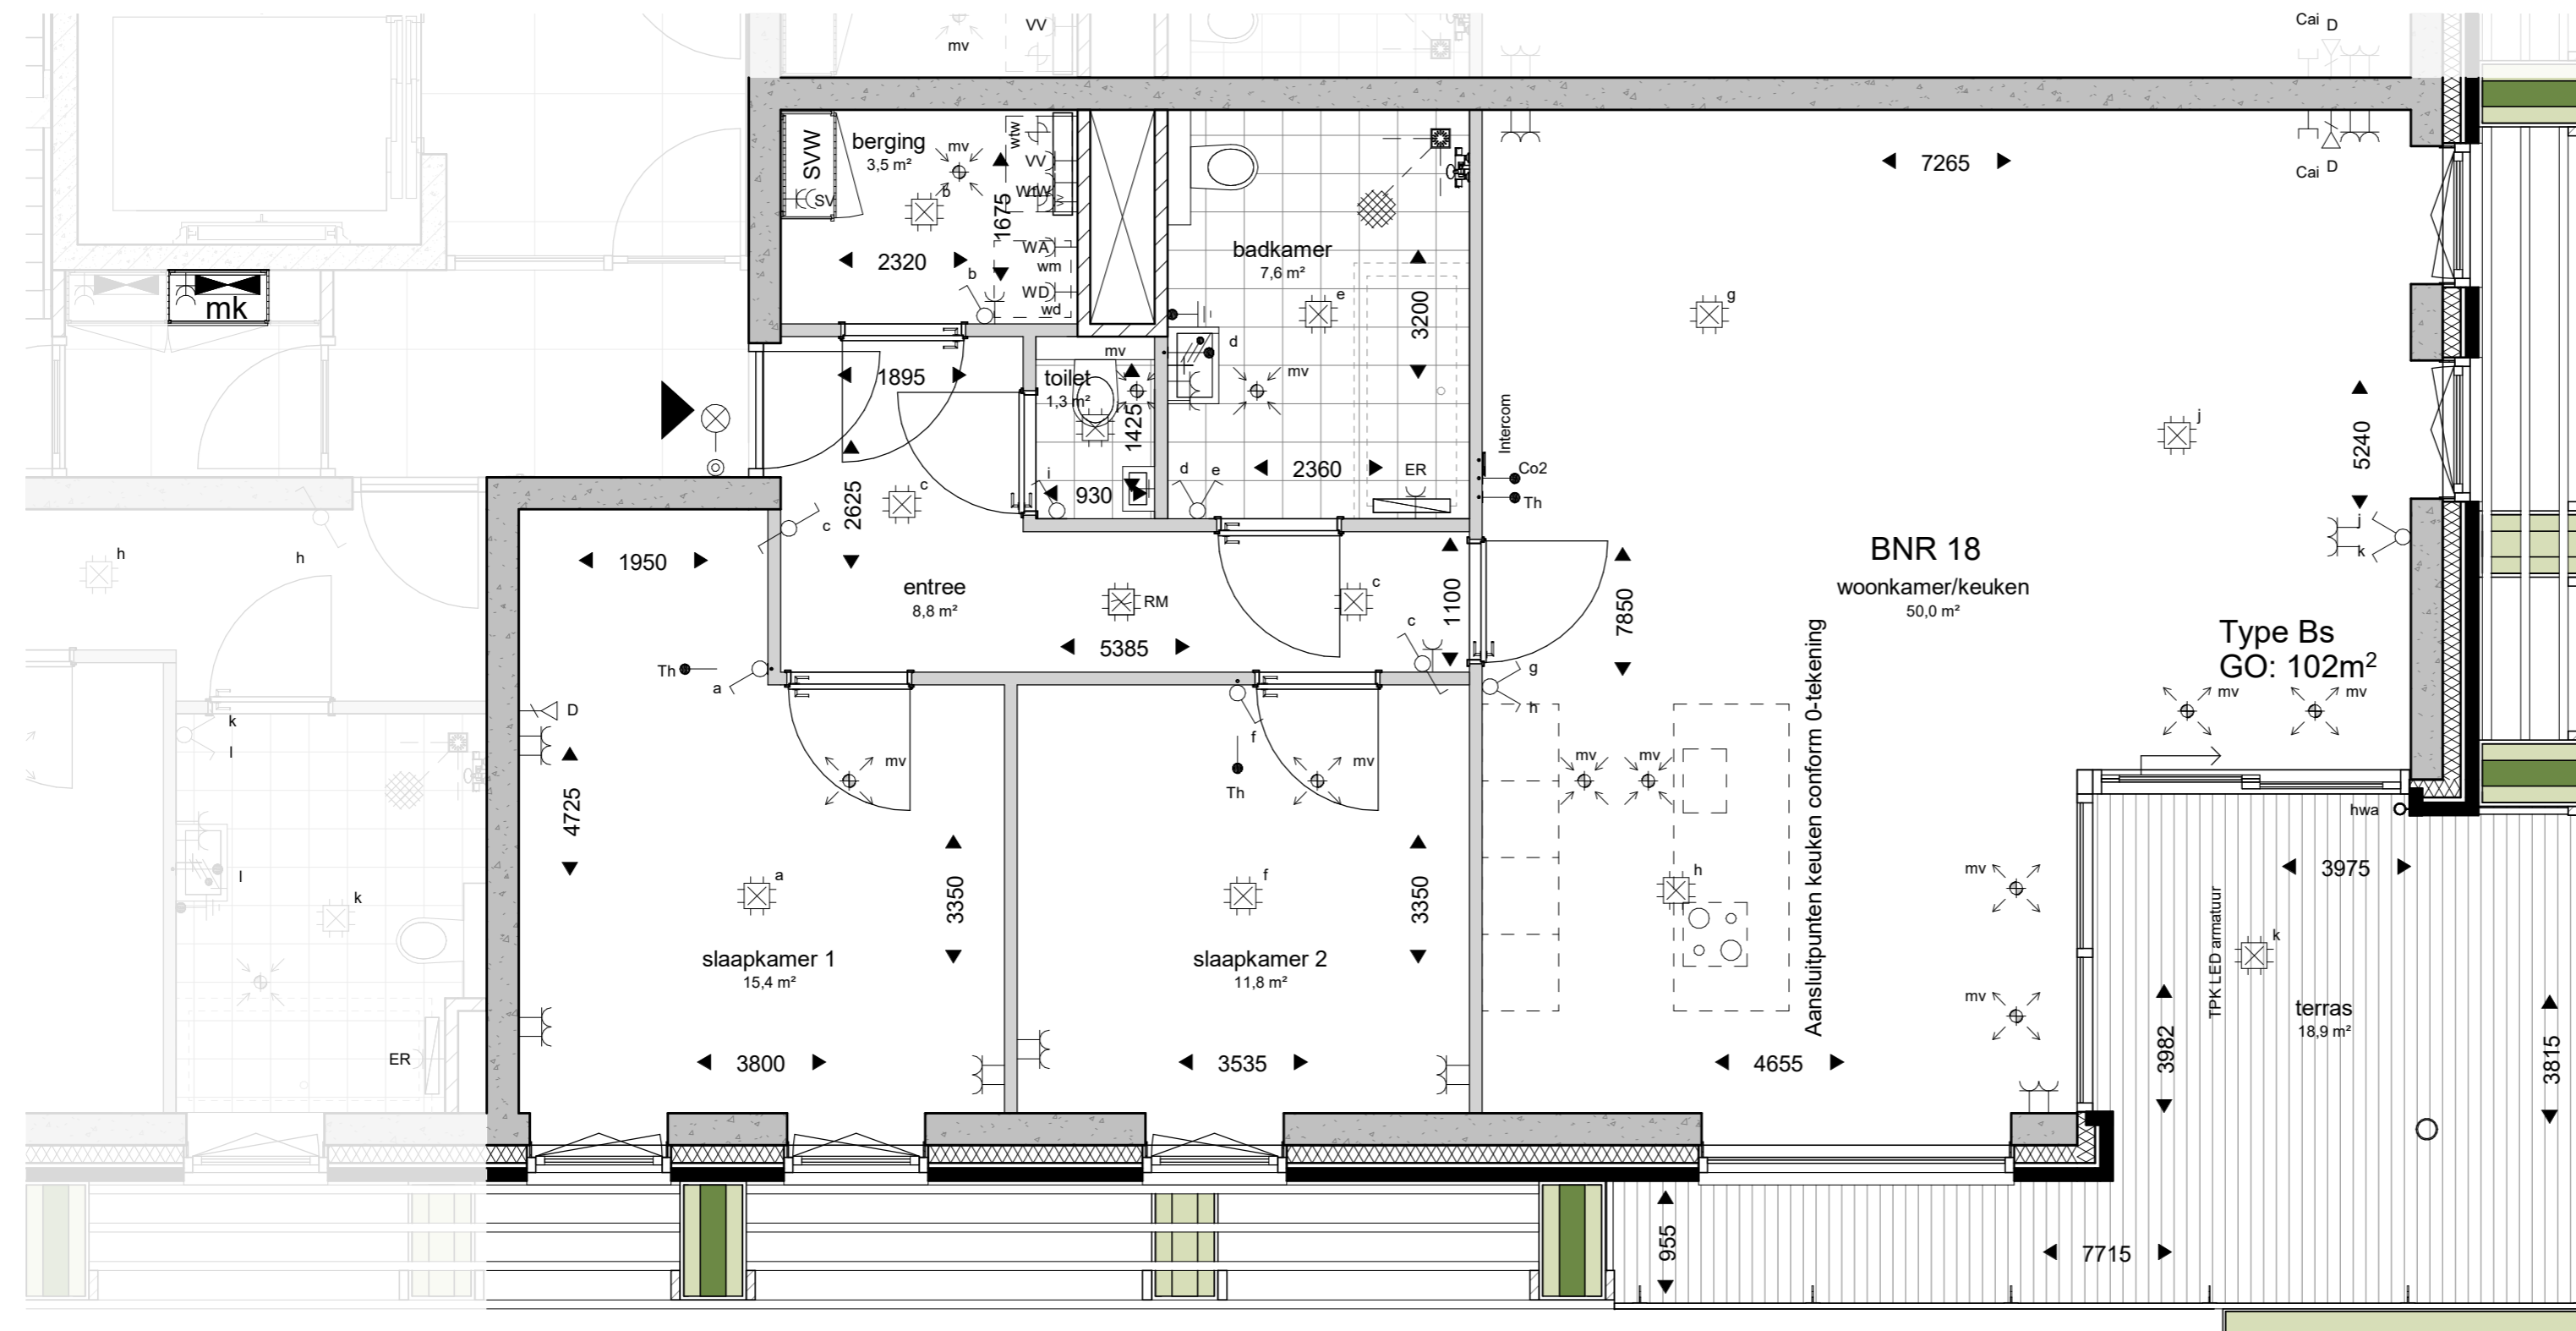 Cai D
mv
VV
berging
3,5 m²
SVW
SV
mv
b
wtw
VV
WtW
1675
WA
wm
WD
wd
2320
b
mk
badkamer
7,6 m²
e
3200
d
mv
2360
ER
d e
7265
Cai D
g
j
5240
j
k
Intercom
Co2
Th
1895
toilet
1,3 m²
mv
1425
930
i
2625
c
c
h
h
1950
entree
8,8 m²
RM
5385
c
c
1100
7850
g
h
BNR 18
woonkamer/keuken
50,0 m²
Type Bs
GO: 102m²
mv
mv
Th
a
D
4725
mv
f
Th
mv
mv
mv
Aansluitpunten keuken conform 0-tekening
hwa
3975
k
l
l
k
ER
a
3350
slaapkamer 1
15,4 m²
3800
f
3350
slaapkamer 2
11,8 m²
3535
h
4655
mv
mv
TPK LED armatuur
k
terras
18,9 m²
3982
3815
955
7715